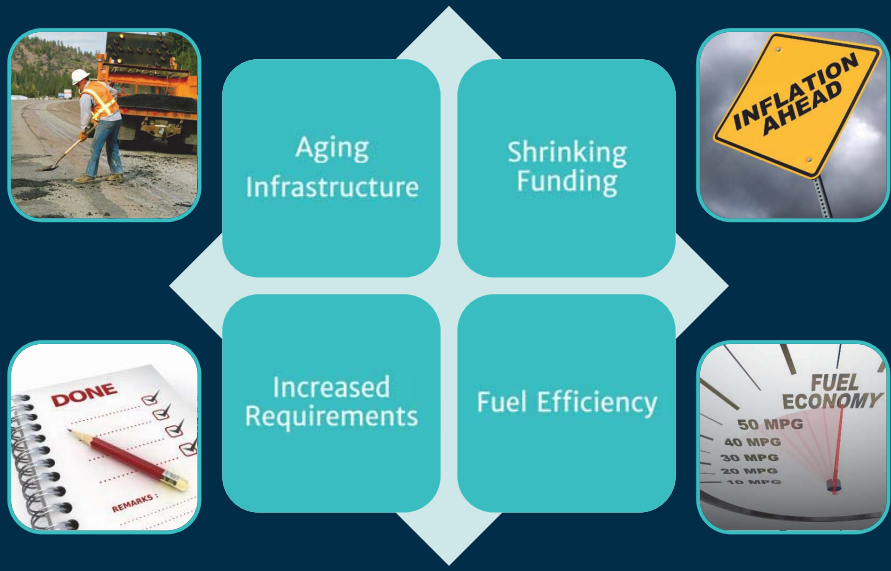 Aging
Infrastructure
Shrinking
Funding
INFLATION
AHEAD
Increased
Requirements
Fuel Efficiency
DONE
REMARKS :
FUEL
ECONOMY
50 MPG
40 MPG
30 MPG
20 MPG
10 MPG